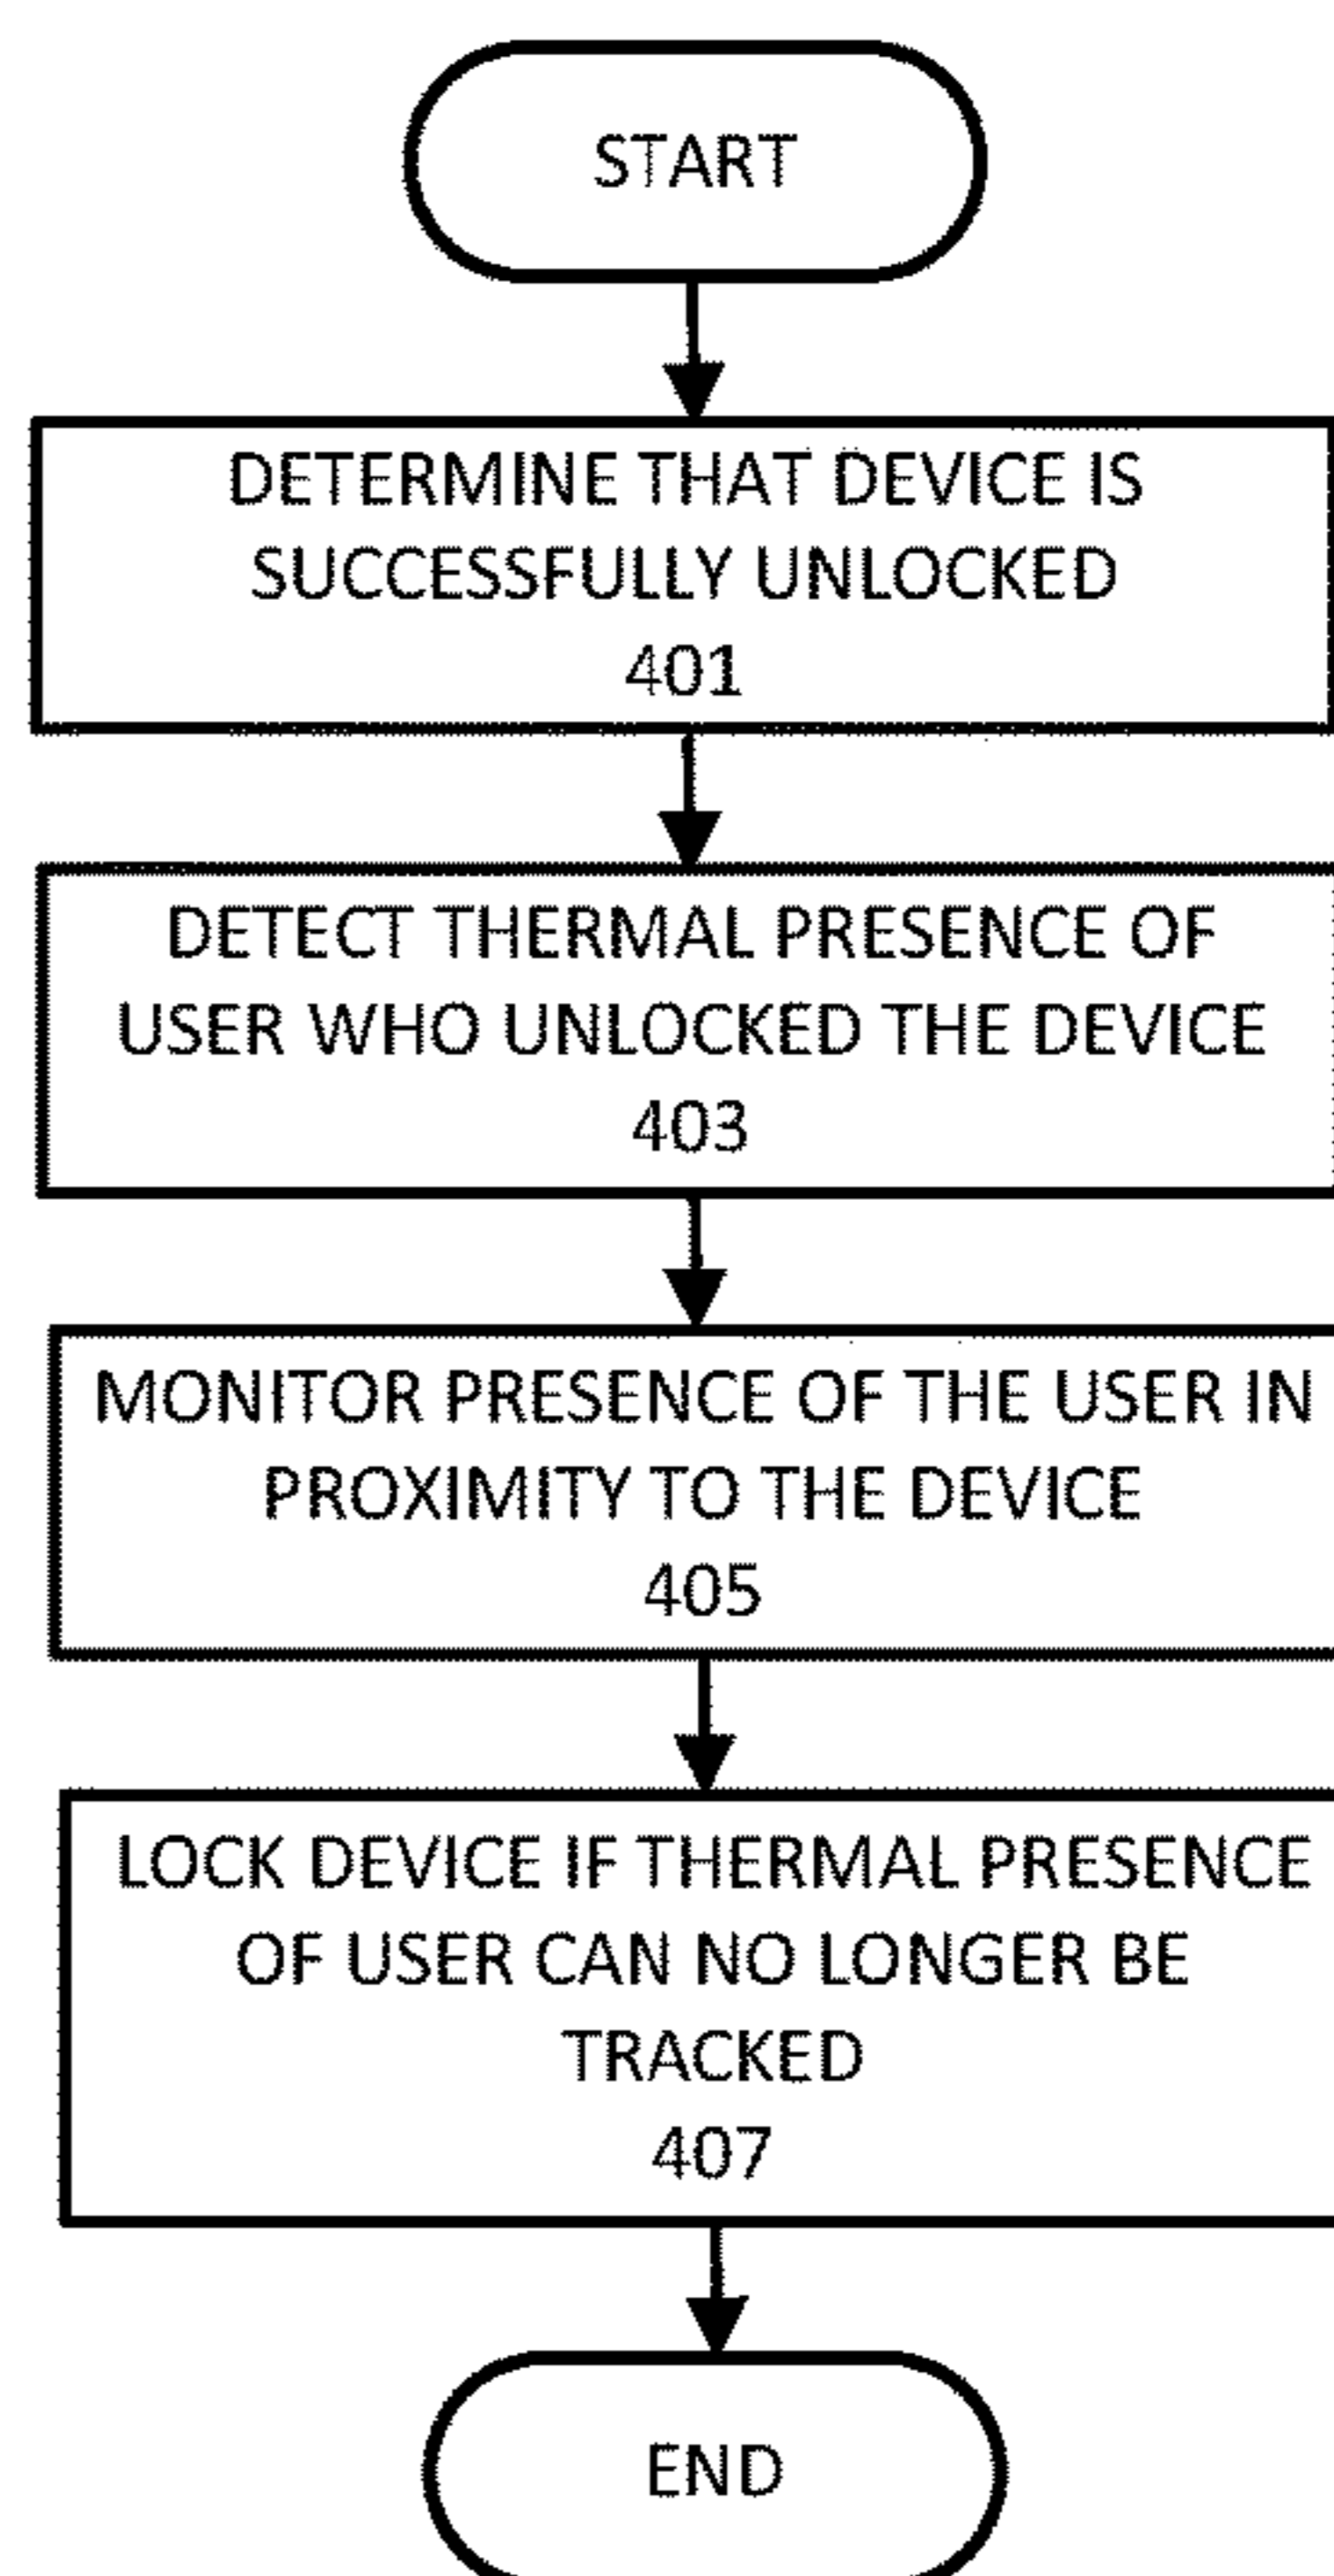 START
DETERMINE THAT DEVICE IS
SUCCESSFULLY UNLOCKED
401
DETECT THERMAL PRESENCE OF
USER WHO UNLOCKED THE DEVICE
403
MONITOR PRESENCE OF THE USER IN
PROXIMITY TO THE DEVICE
405
LOCK DEVICE IF THERMAL PRESENCE
OF USER CAN NO LONGER BE
TRACKED
407
END